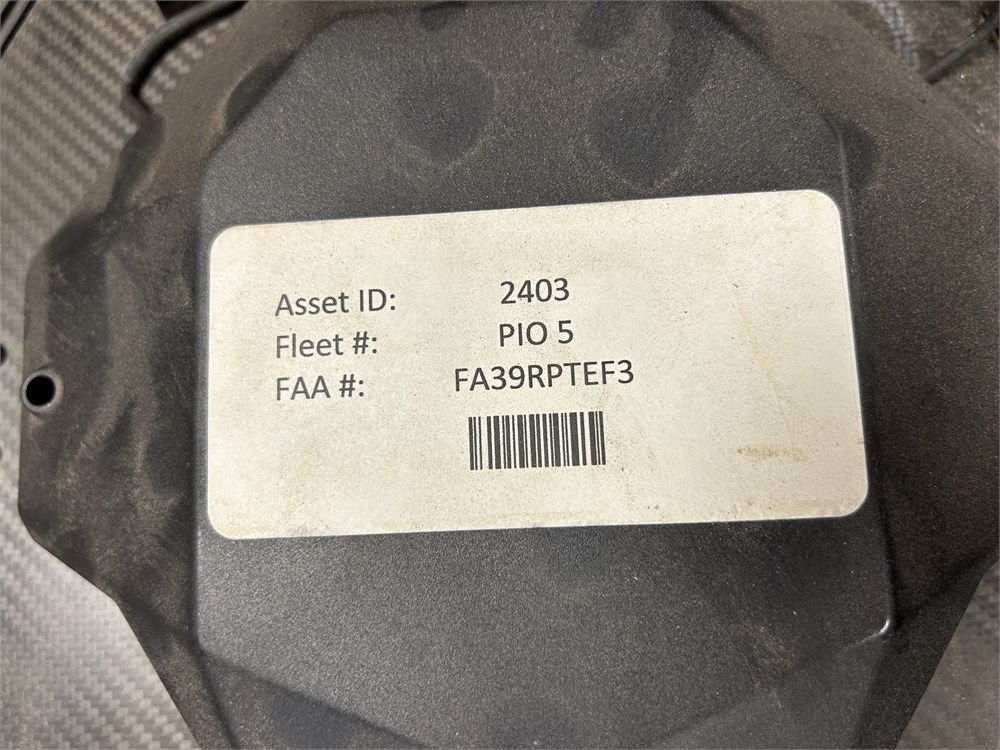 Asset ID: 2403
Fleet #: PIO 5
FAA #: FA39RPTEF3